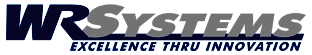 WRSYSTEMS
EXCELLENCE THRU INNOVATION